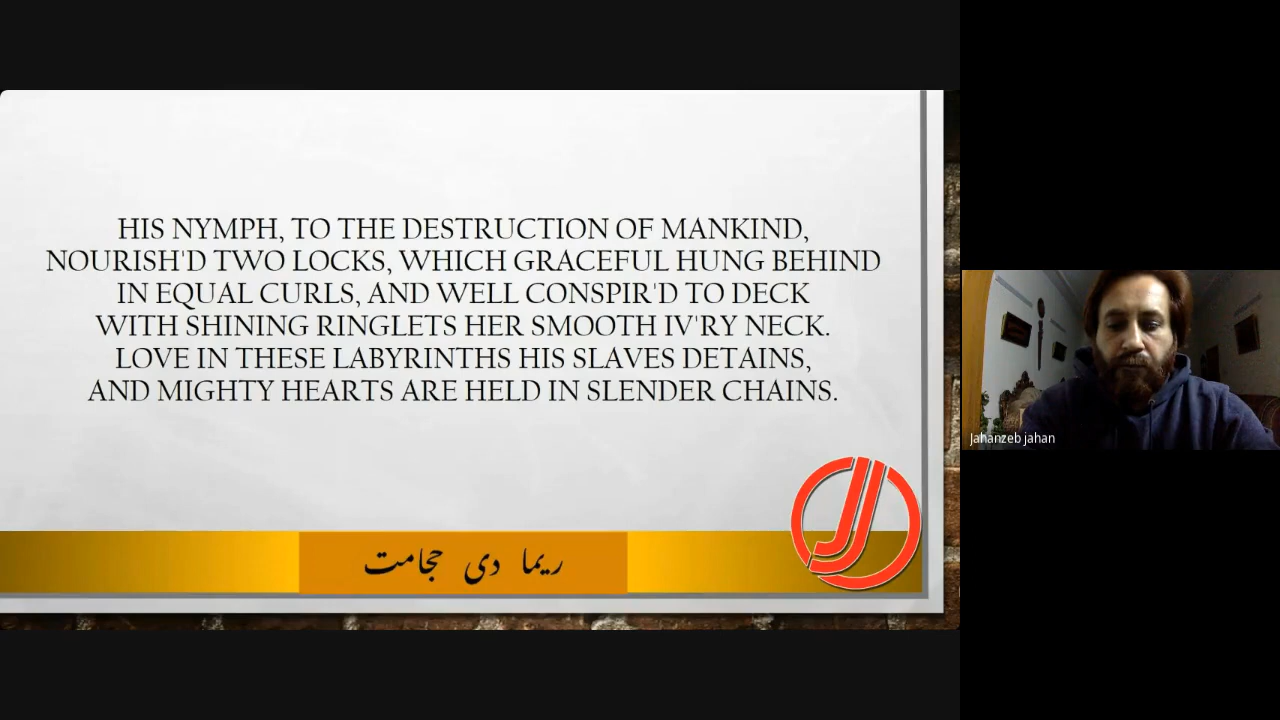 HIS NYMPH, TO THE DESTRUCTION OF MANKIND,
NOURISH'D TWO LOCKS, WHICH GRACEFUL HUNG BEHIND
IN EQUAL CURLS, AND WELL CONSPIR'D TO DECK
WITH SHINING RINGLETS HER SMOOTH IV'RY NECK.
LOVE IN THESE LABYRINTHS HIS SLAVES DETAINS,
AND MIGHTY HEARTS ARE HELD IN SLENDER CHAINS.
ریما دی حجامت
JJ
Jahanzeb jahan